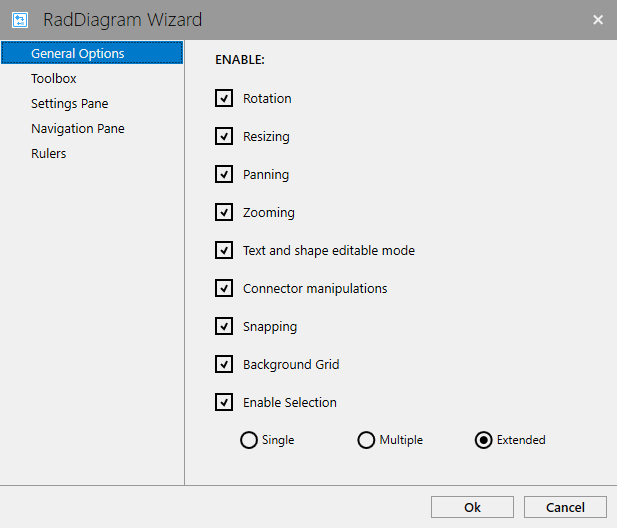 RadDiagram Wizard
General Options
Toolbox
Settings Pane
Navigation Pane
Rulers
ENABLE:
Rotation
Resizing
Panning
Zooming
Text and shape editable mode
Connector manipulations
Snapping
Background Grid
Enable Selection
Single Multiple Extended
Ok Cancel